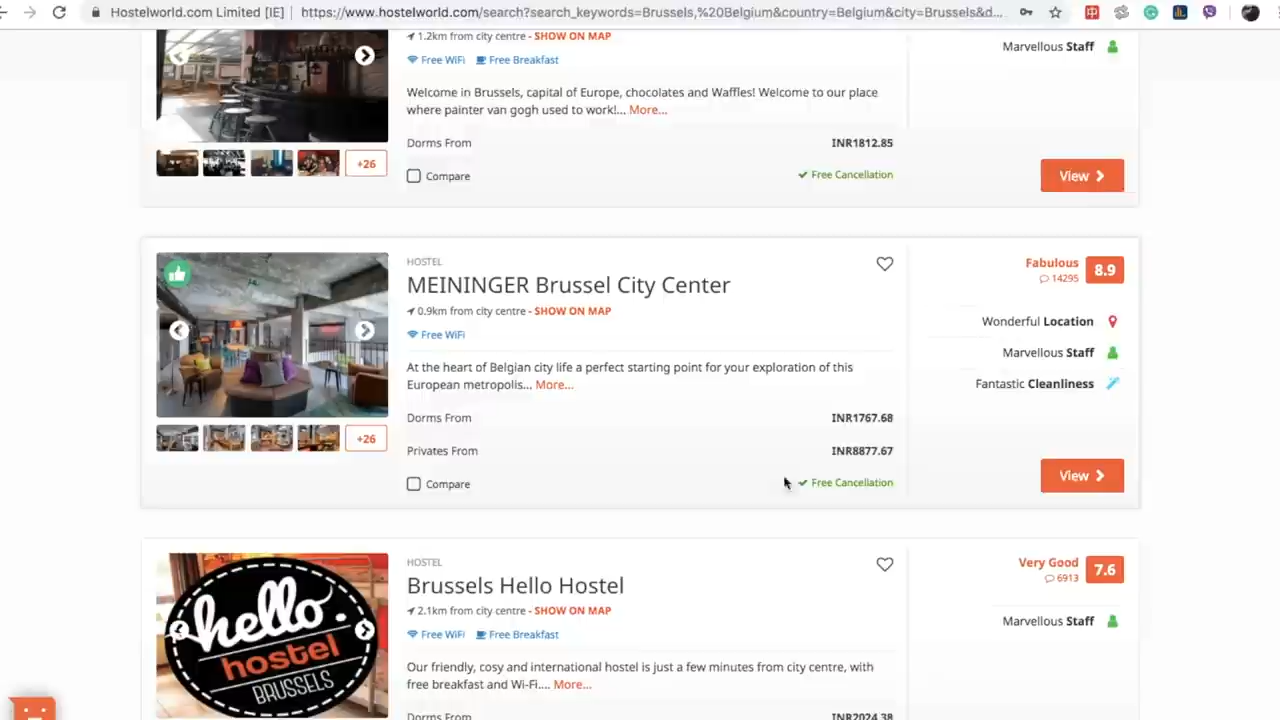 Hostelworld.com Limited [IE]
https://www.hostelworld.com/search?search_keywords=Brussels,%20Belgium&country=Belgium&city=Brussels&d...
1.2km from city centre - SHOW ON MAP
Free WiFi Free Breakfast
Marvellous Staff
Welcome in Brussels, capital of Europe, chocolates and Waffles! Welcome to our place
where painter van gogh used to work!... More...
Dorms From INR1812.85
+26
Compare Free Cancellation
View
HOSTEL
MEININGER Brussel City Center
0.9km from city centre - SHOW ON MAP
Free WiFi
At the heart of Belgian city life a perfect starting point for your exploration of this
European metropolis... More...
Dorms From INR1767.68
+26
Privates From INR8877.67
Compare Free Cancellation
Fabulous 8.9
14295
Wonderful Location
Marvellous Staff
Fantastic Cleanliness
View
HOSTEL
Brussels Hello Hostel
2.1km from city centre - SHOW ON MAP
Free WiFi Free Breakfast
Our friendly, cosy and international hostel is just a few minutes from city centre, with
free breakfast and Wi-Fi.... More...
Dorms From INR2024.38
Very Good 7.6
6913
Marvellous Staff
hello
hostel
BRUSSELS